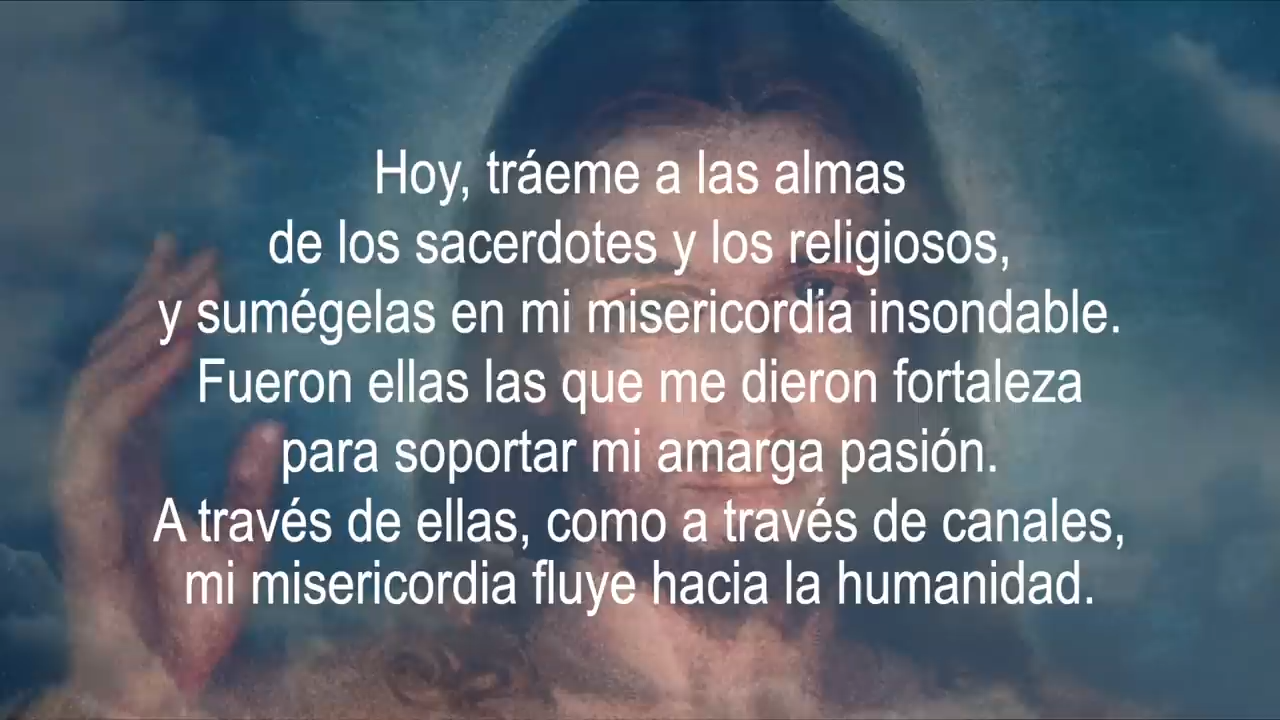 Hoy, tráeme a las almas
de los sacerdotes y los religiosos,
y sumégelas en mi misericordia insondable.
Fueron ellas las que me dieron fortaleza
para soportar mi amarga pasión.
A través de ellas, como a través de canales,
mi misericordia fluye hacia la humanidad.